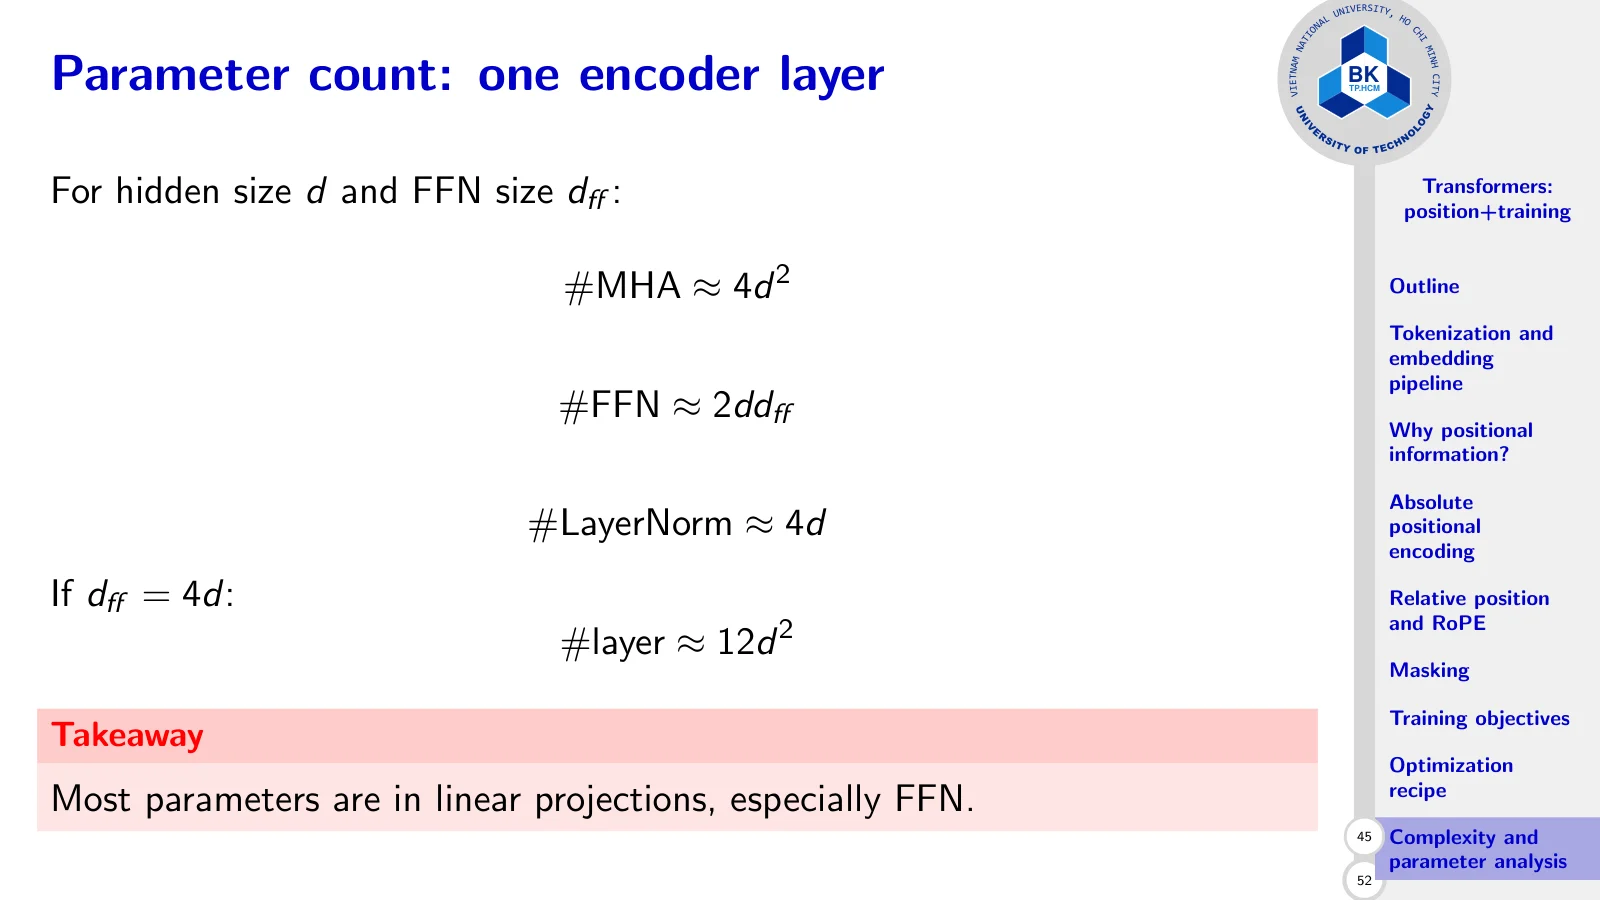 Parameter count: one encoder layer
For hidden size d and FFN size d_ff:
#MHA ≈ 4d²
#FFN ≈ 2dd_ff
#LayerNorm ≈ 4d
If d_ff = 4d:
#layer ≈ 12d²
Takeaway
Most parameters are in linear projections, especially FFN.
VIETNAM NATIONAL UNIVERSITY, HO CHI MINH CITY
BK
TP.HCM
UNIVERSITY OF TECHNOLOGY
Transformers:
position+training
Outline
Tokenization and
embedding
pipeline
Why positional
information?
Absolute
positional
encoding
Relative position
and RoPE
Masking
Training objectives
Optimization
recipe
45
Complexity and
parameter analysis
52